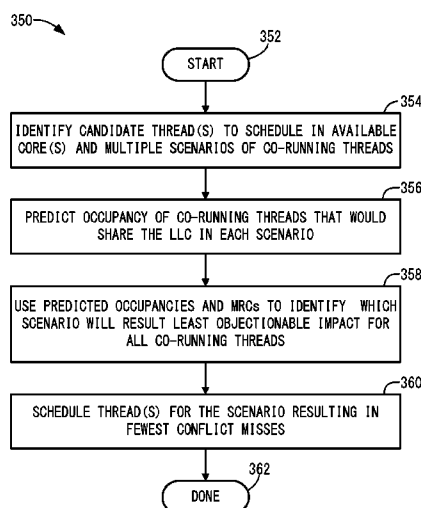 350
352
START
354
IDENTIFY CANDIDATE THREAD(S) TO SCHEDULE IN AVAILABLE
CORE(S) AND MULTIPLE SCENARIOS OF CO-RUNNING THREADS
356
PREDICT OCCUPANCY OF CO-RUNNING THREADS THAT WOULD
SHARE THE LLC IN EACH SCENARIO
358
USE PREDICTED OCCUPANCIES AND MRCs TO IDENTIFY WHICH
SCENARIO WILL RESULT LEAST OBJECTIONABLE IMPACT FOR
ALL CO-RUNNING THREADS
360
SCHEDULE THREAD(S) FOR THE SCENARIO RESULTING IN
FEWEST CONFLICT MISSES
362
DONE